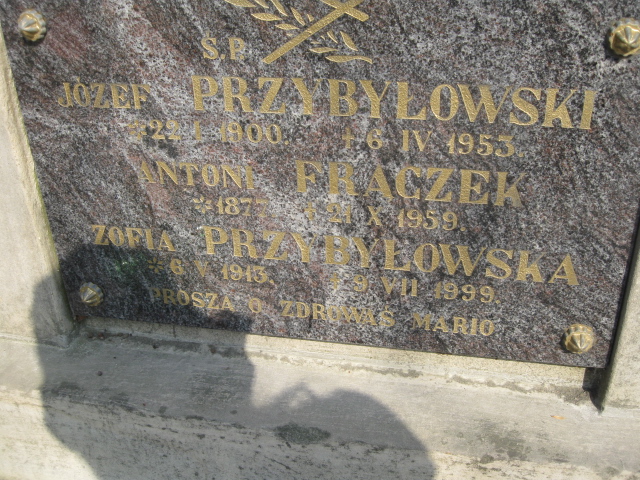 Ś.P.
JÓZEF PRZYBYŁOWSKI
*22 I 1900. +6 IV 1953.
ANTONI FRĄCZEK
*1877 +21 X 1959.
ZOFIA PRZYBYŁOWSKA
*6 V 1913. +9 VII 1999.
PROSZĄ O ZDROWAŚ MARIO